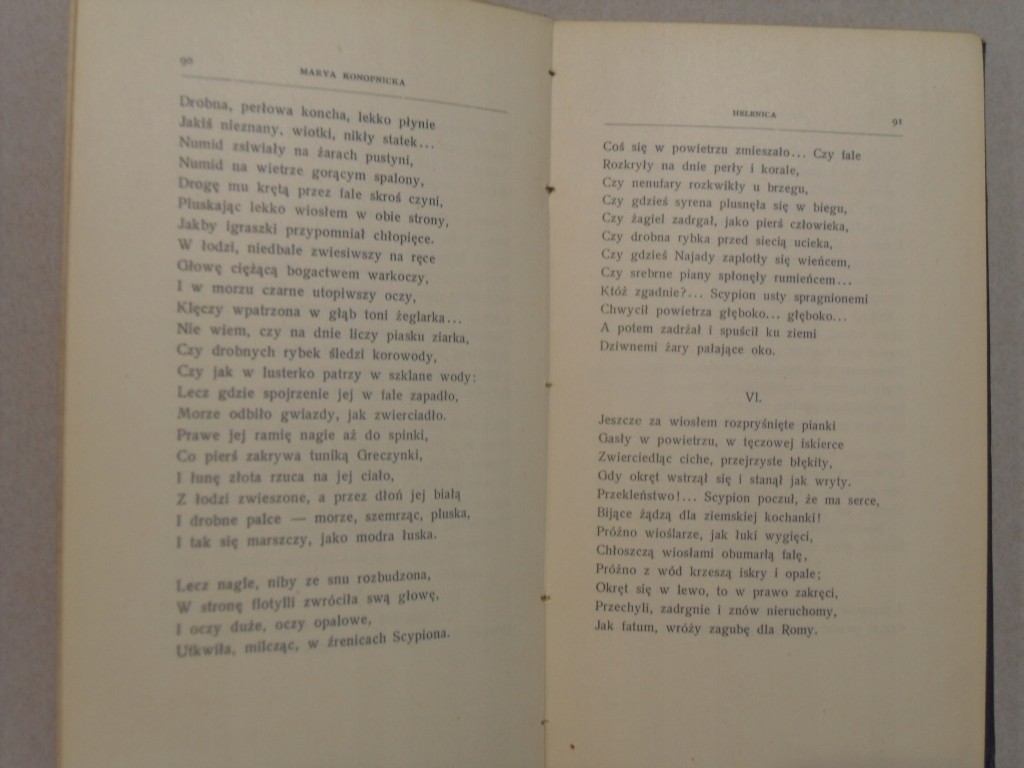 90
MARYA KONOPNICKA
Drobna, perłowa koncha, lekko płynie
Jakiś nieznany, wiotki, nikły statek...
Numid zsiwiały na żarach pustyni,
Numid na wietrze gorącym spalony,
Drogę mu krętą przez fale skroś czyni,
Pluskając lekko wiosłem w obie strony,
Jakby igraszki przypomniał chłopięce.
W łodzi, niedbale zwiesiwszy na ręce
Głowę ciężącą bogactwem warkoczy,
I w morzu czarne utopiwszy oczy,
Klęczy wpatrzona w głąb toni żeglarka...
Nie wiem, czy na dnie liczy piasku ziarka,
Czy drobnych rybek śledzi korowody,
Czy jak w lusterko patrzy w szklane wody:
Lecz gdzie spojrzenie jej w fale zapadło,
Morze odbiło gwiazdy, jak zwierciadło.
Prawe jej ramię nagie aż do spinki,
Co pierś zakrywa tuniką Greczynki,
I łunę złota rzuca na jej ciało,
Z łodzi zwieszone, a przez dłoń jej białą
I drobne palce — morze, szemrząc, pluska,
I tak się marszczy, jako modra łuska.
Lecz nagle, niby ze snu rozbudzona,
W stronę flotylli zwróciła swą głowę,
I oczy duże, oczy opalowe,
Utkwiła, milcząc, w źrenicach Scypiona.
HELENICA
91
Coś się w powietrzu zmieszało... Czy fale
Rozkryły na dnie perły i korale,
Czy nenufary rozkwikły u brzegu,
Czy gdzieś syrena plusnęła się w biegu,
Czy żagiel zadrgał, jako pierś człowieka,
Czy drobna rybka przed siecią ucieka,
Czy gdzieś Najady zaplotły się wieńcem,
Czy srebrne piany spłonęły rumieńcem...
Któż zgadnie?... Scypion usty spragnionemi
Chwycił powietrza głęboko... głęboko...
A potem zadrżał i spuścił ku ziemi
Dziwnemi żary pałające oko.
VI.
Jeszcze za wiosłem rozpryśnięte pianki
Gasły w powietrzu, w tęczowej iskierce
Zwierciedląc ciche, przejrzyste błękity,
Gdy okręt wstrzął się i stanął jak wryty.
Przekleństwo!... Scypion poczuł, że ma serce,
Bijące żądzą dla ziemskiej kochanki!
Próżno wioślarze, jak łuki wygięci,
Chłoszczą wiosłami obumarłą falę,
Próżno z wód krzeszą iskry i opale;
Okręt się w lewo, to w prawo zakręci,
Przechyli, zadrgnie i znów nieruchomy,
Jak fatum, wróży zagubę dla Romy.